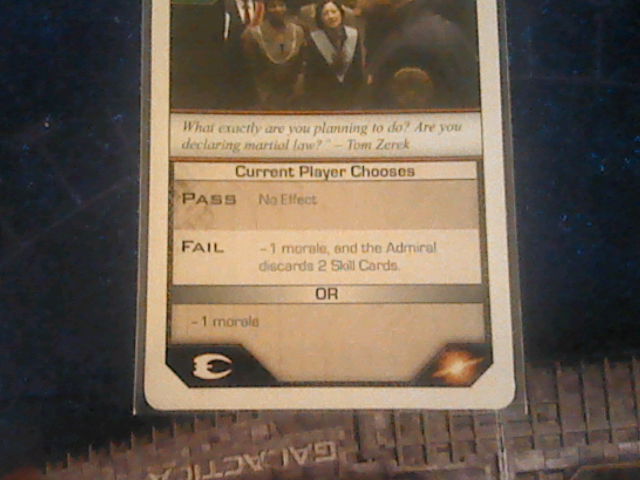 What exactly are you planning to do? Are you
declaring martial law?" – Tom Zerek
Current Player Chooses
PASS No Effect
FAIL -1 morale, and the Admiral
discards 2 Skill Cards.
OR
-1 morale
GALACTICA